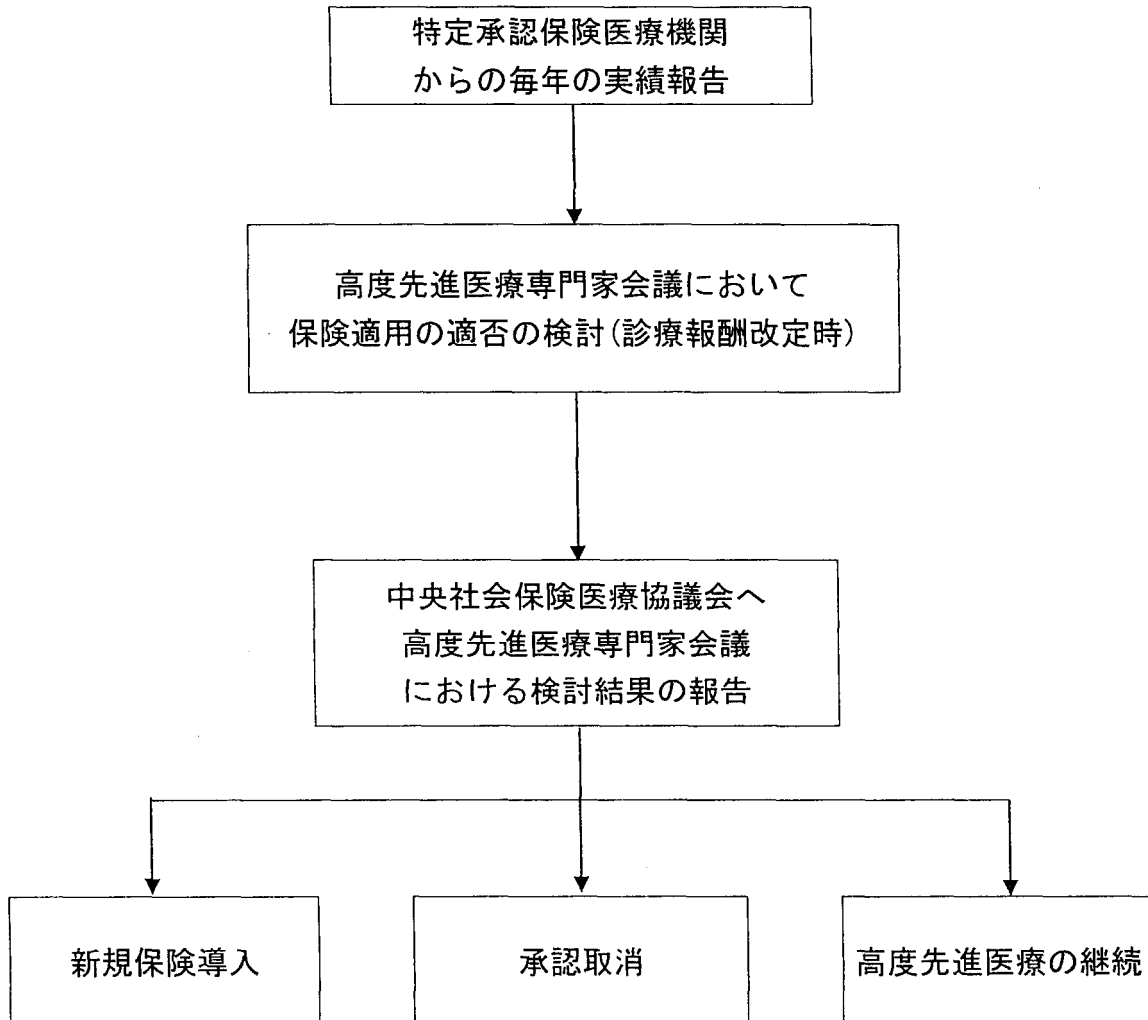 特定承認保険医療機関
からの毎年の実績報告
高度先進医療専門家会議において
保険適用の適否の検討(診療報酬改定時)
中央社会保険医療協議会へ
高度先進医療専門家会議
における検討結果の報告
新規保険導入
承認取消
高度先進医療の継続